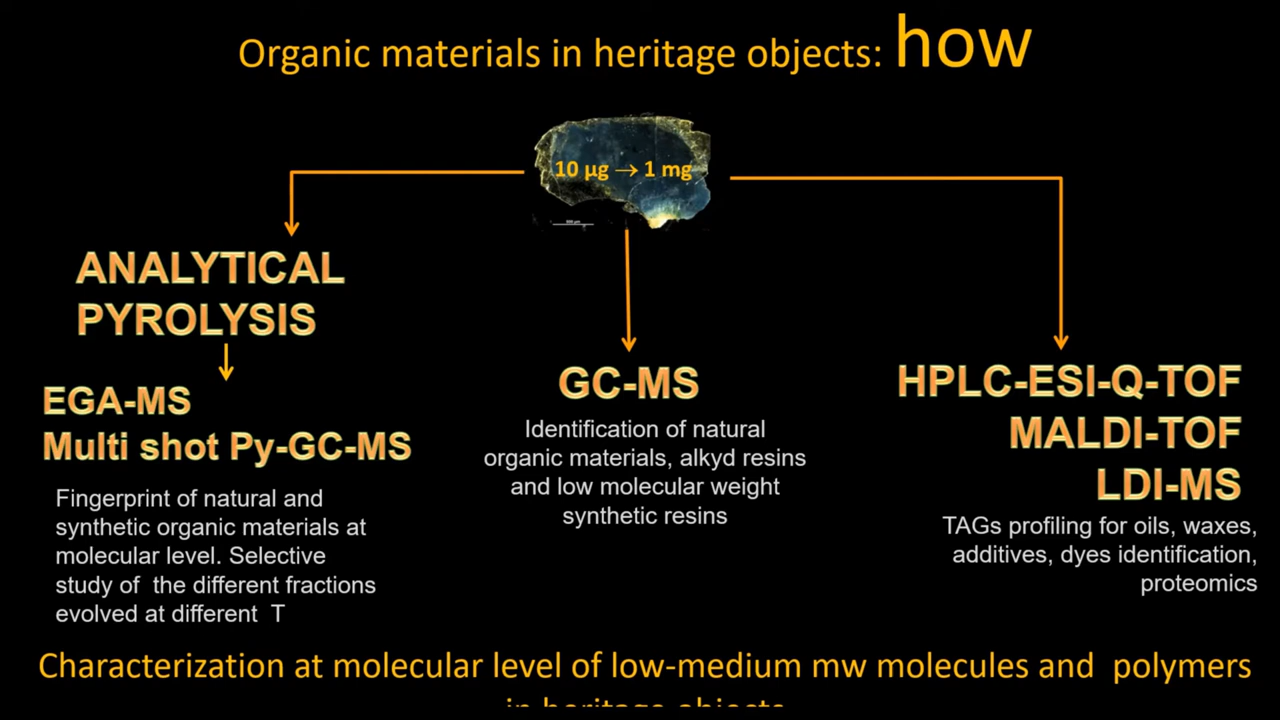 Organic materials in heritage objects: how
10 µg → 1 mg
ANALYTICAL
PYROLYSIS
EGA-MS
Multi shot Py-GC-MS
Fingerprint of natural and
synthetic organic materials at
molecular level. Selective
study of the different fractions
evolved at different T
GC-MS
Identification of natural
organic materials, alkyd resins
and low molecular weight
synthetic resins
HPLC-ESI-Q-TOF
MALDI-TOF
LDI-MS
TAGs profiling for oils, waxes,
additives, dyes identification,
proteomics
Characterization at molecular level of low-medium mw molecules and polymers
in heritage objects